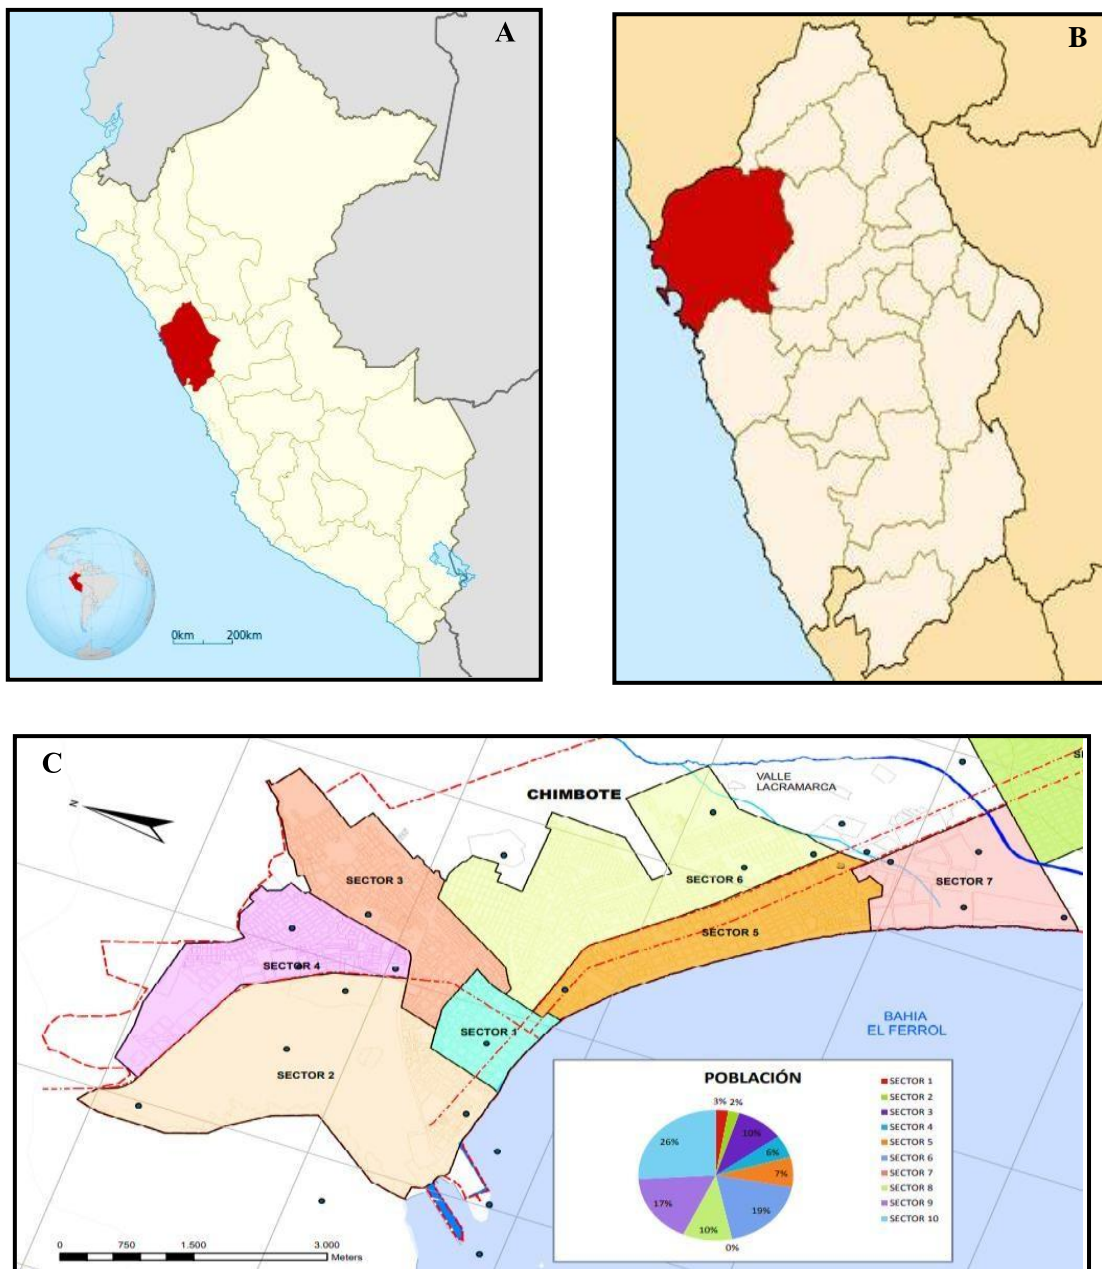 A
0km 200km
B
C
N
CHIMBOTE
VALLE
LACRAMARCA
SECTOR 3
SECTOR 6
SECTOR 7
SECTOR 5
SECTOR 4
SECTOR 1
SECTOR 2
BAHIA
EL FERROL
POBLACIÓN
3% 2%
10%
6%
7%
19%
0%
10%
17%
26%
SECTOR 1
SECTOR 2
SECTOR 3
SECTOR 4
SECTOR 5
SECTOR 6
SECTOR 7
SECTOR 8
SECTOR 9
SECTOR 10
0 750 1.500 3.000
Meters